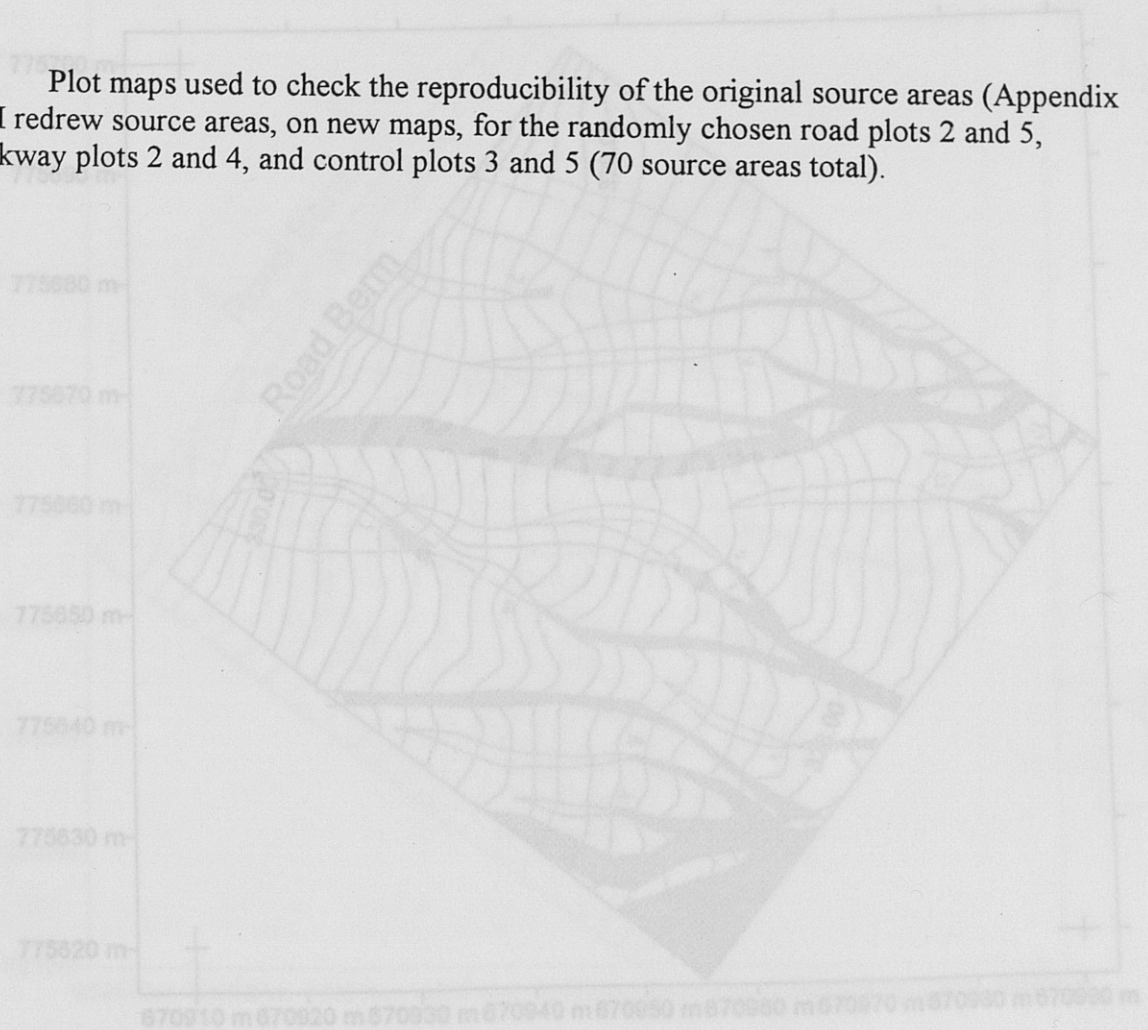 Plot maps used to check the reproducibility of the original source areas (Appendix
I redrew source areas, on new maps, for the randomly chosen road plots 2 and 5,
kway plots 2 and 4, and control plots 3 and 5 (70 source areas total).
775690 m
775680 m
Road Berm
775670 m
775660 m
330.0
775650 m
775640 m
775630 m
775620 m
670910 m 670920 m 670930 m 670940 m 670950 m 670960 m 670970 m 670980 m 670990 m